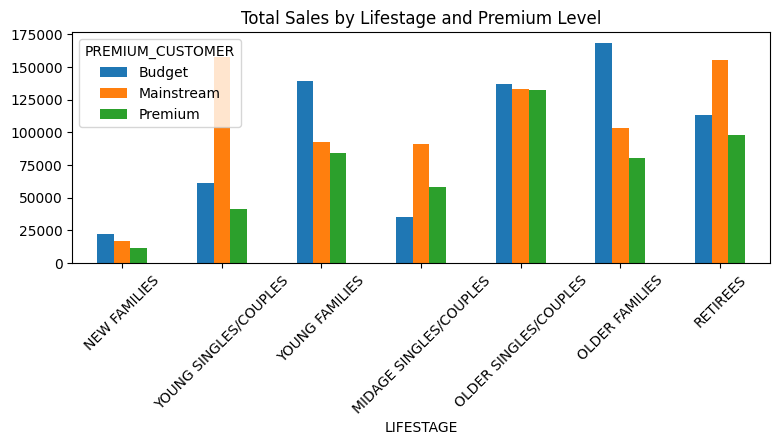 Total Sales by Lifestage and Premium Level
175000
150000
125000
100000
75000
50000
25000
0
PREMIUM_CUSTOMER
Budget
Mainstream
Premium
NEW FAMILIES
YOUNG SINGLES/COUPLES
YOUNG FAMILIES
MIDAGE SINGLES/COUPLES
OLDER SINGLES/COUPLES
OLDER FAMILIES
RETIREES
LIFESTAGE